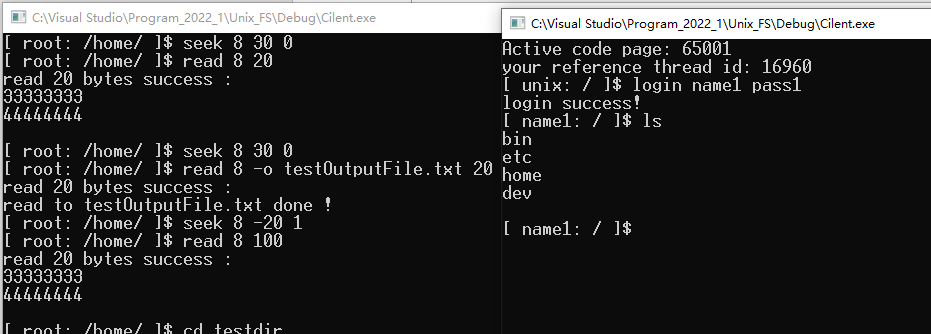 C:\Visual Studio\Program_2022_1\Unix_FS\Debug\Cilent.exe
[ root: /home/ ]$ seek 8 30 0
[ root: /home/ ]$ read 8 20
read 20 bytes success :
33333333
44444444
[ root: /home/ ]$ seek 8 30 0
[ root: /home/ ]$ read 8 -o testOutputFile.txt 20
read 20 bytes success :
read to testOutputFile.txt done !
[ root: /home/ ]$ seek 8 -20 1
[ root: /home/ ]$ read 8 100
read 20 bytes success :
33333333
44444444
[ root: /home/ ]$ cd testdir
C:\Visual Studio\Program_2022_1\Unix_FS\Debug\Cilent.exe
Active code page: 65001
your reference thread id: 16960
[ unix: / ]$ login name1 pass1
login success!
[ name1: / ]$ ls
bin
etc
home
dev
[ name1: / ]$